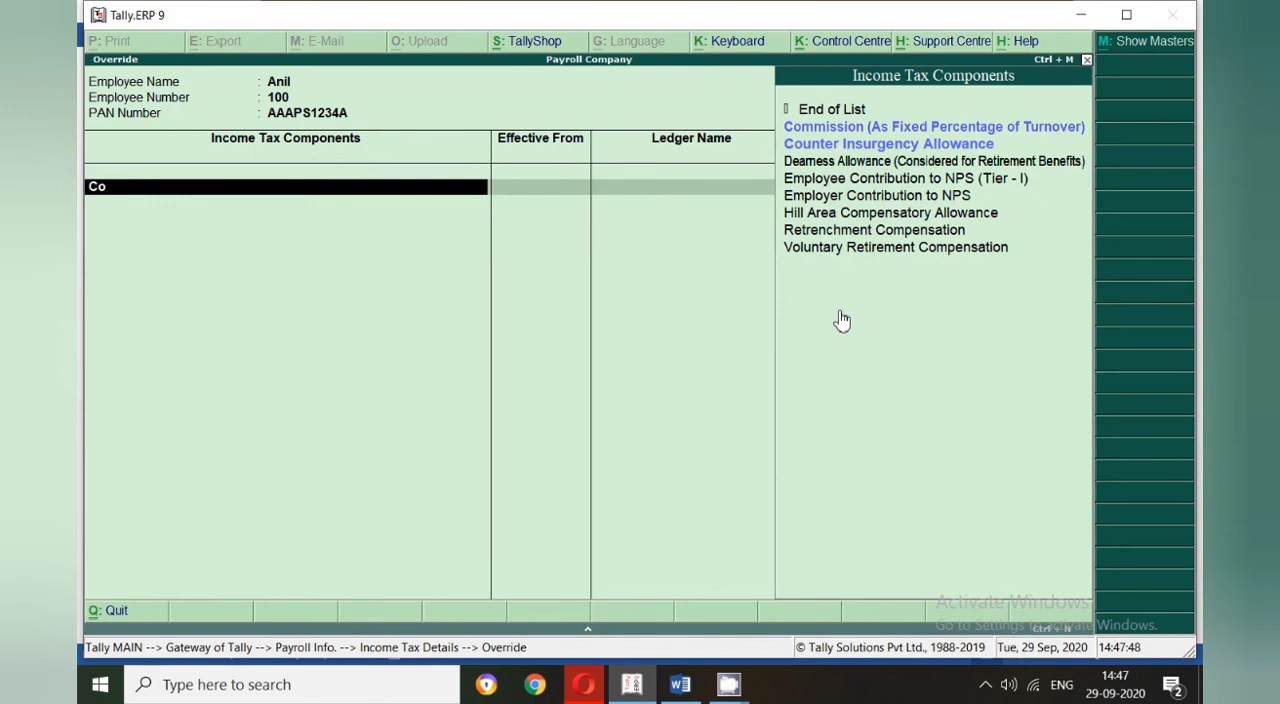 Tally.ERP 9
P: Print E: Export M: E-Mail O: Upload S: TallyShop G: Language K: Keyboard K: Control Centre H: Support Centre H: Help M: Show Masters
Override Payroll Company Ctrl + M
Employee Name : Anil
Employee Number : 100
PAN Number : AAAPS1234A
Income Tax Components Effective From Ledger Name
Co
Income Tax Components
End of List
Commission (As Fixed Percentage of Turnover)
Counter Insurgency Allowance
Dearness Allowance (Considered for Retirement Benefits)
Employee Contribution to NPS (Tier - I)
Employer Contribution to NPS
Hill Area Compensatory Allowance
Retrenchment Compensation
Voluntary Retirement Compensation
Activate Windows
Go to Settings to activate Windows.
Q: Quit
Ctrl + N
Tally MAIN --> Gateway of Tally --> Payroll Info. --> Income Tax Details --> Override © Tally Solutions Pvt Ltd., 1988-2019 Tue, 29 Sep, 2020 14:47:48
Type here to search ENG 14:47
29-09-2020 2